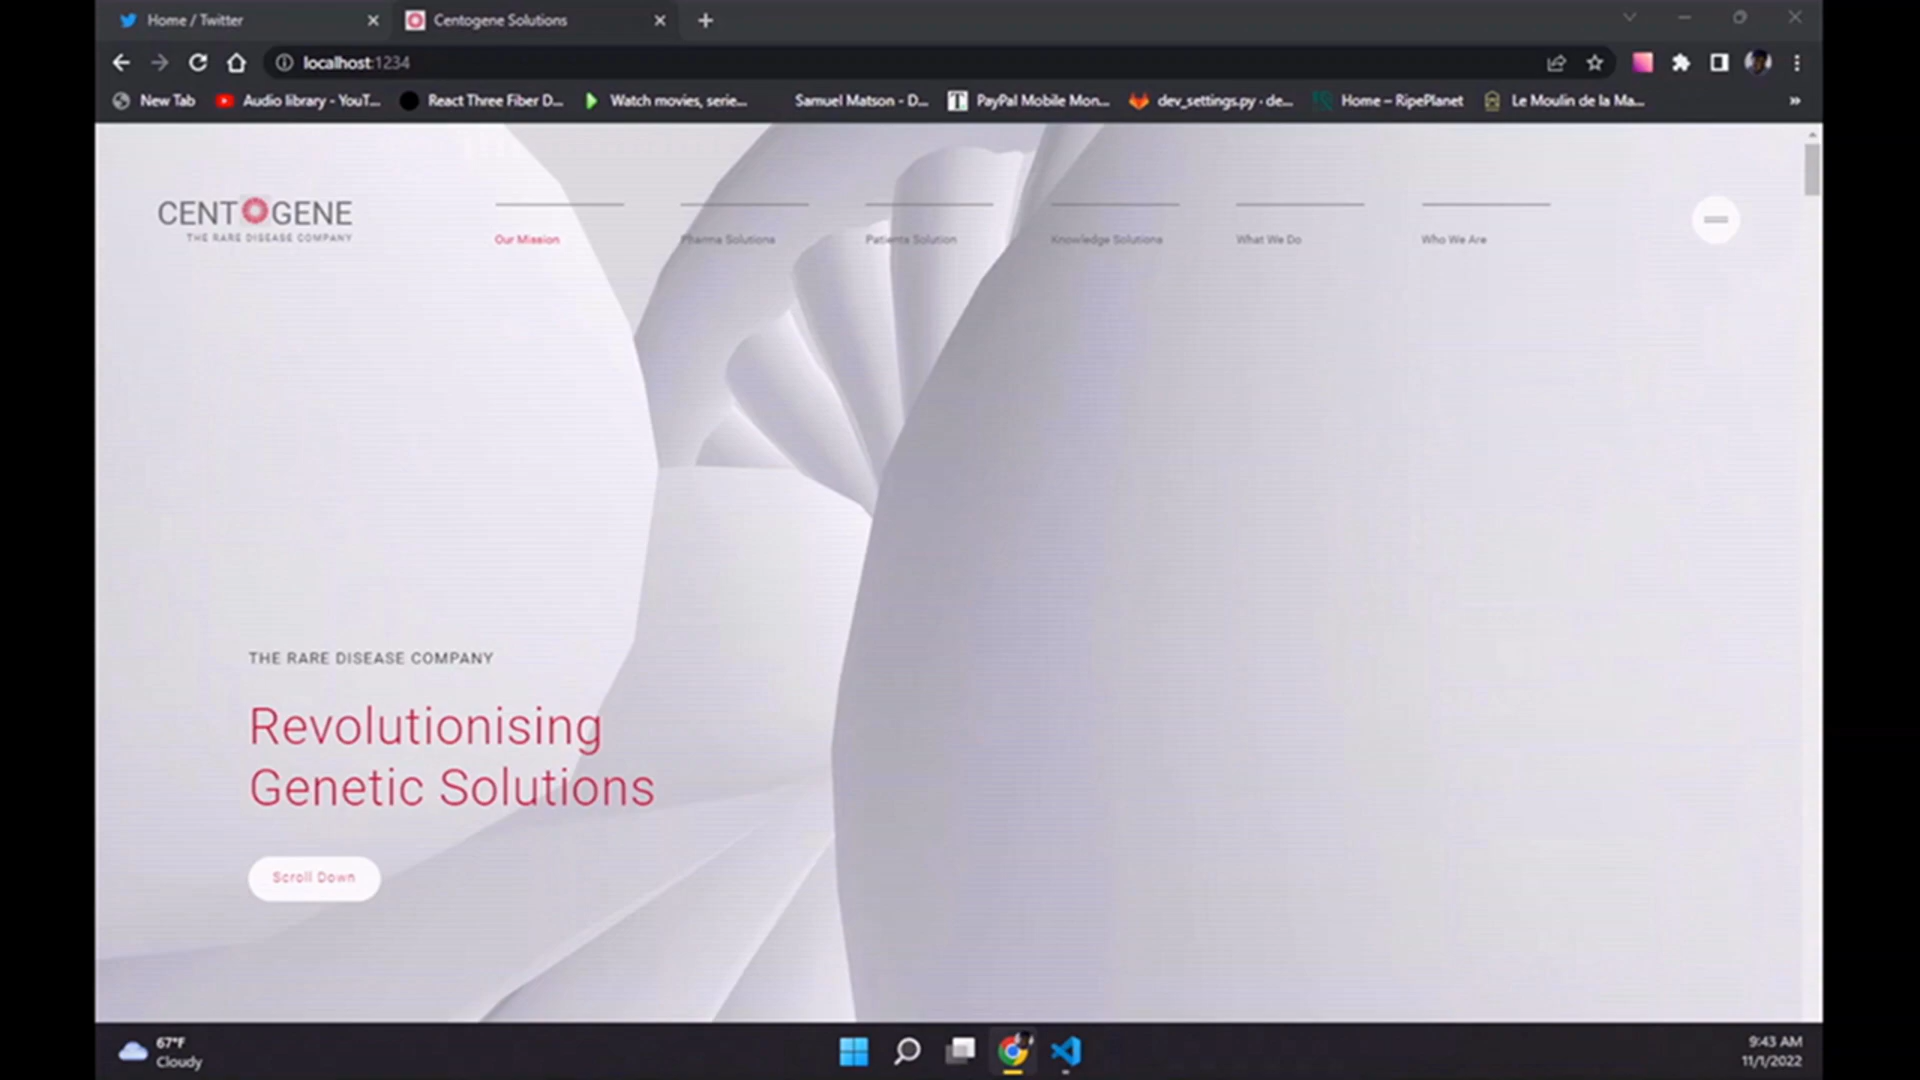 Home / Twitter
Centogene Solutions
localhost:1234
New Tab
Audio library - YouT...
React Three Fiber D...
Watch movies, serie...
Samuel Matson - D...
PayPal Mobile Mon...
dev_settings.py · de...
Home – RipePlanet
Le Moulin de la Ma...
CENTOGENE
THE RARE DISEASE COMPANY
Our Mission
Pharma Solutions
Patients Solution
Knowledge Solutions
What We Do
Who We Are
THE RARE DISEASE COMPANY
Revolutionising
Genetic Solutions
Scroll Down
67°F
Cloudy
9:43 AM
11/1/2022